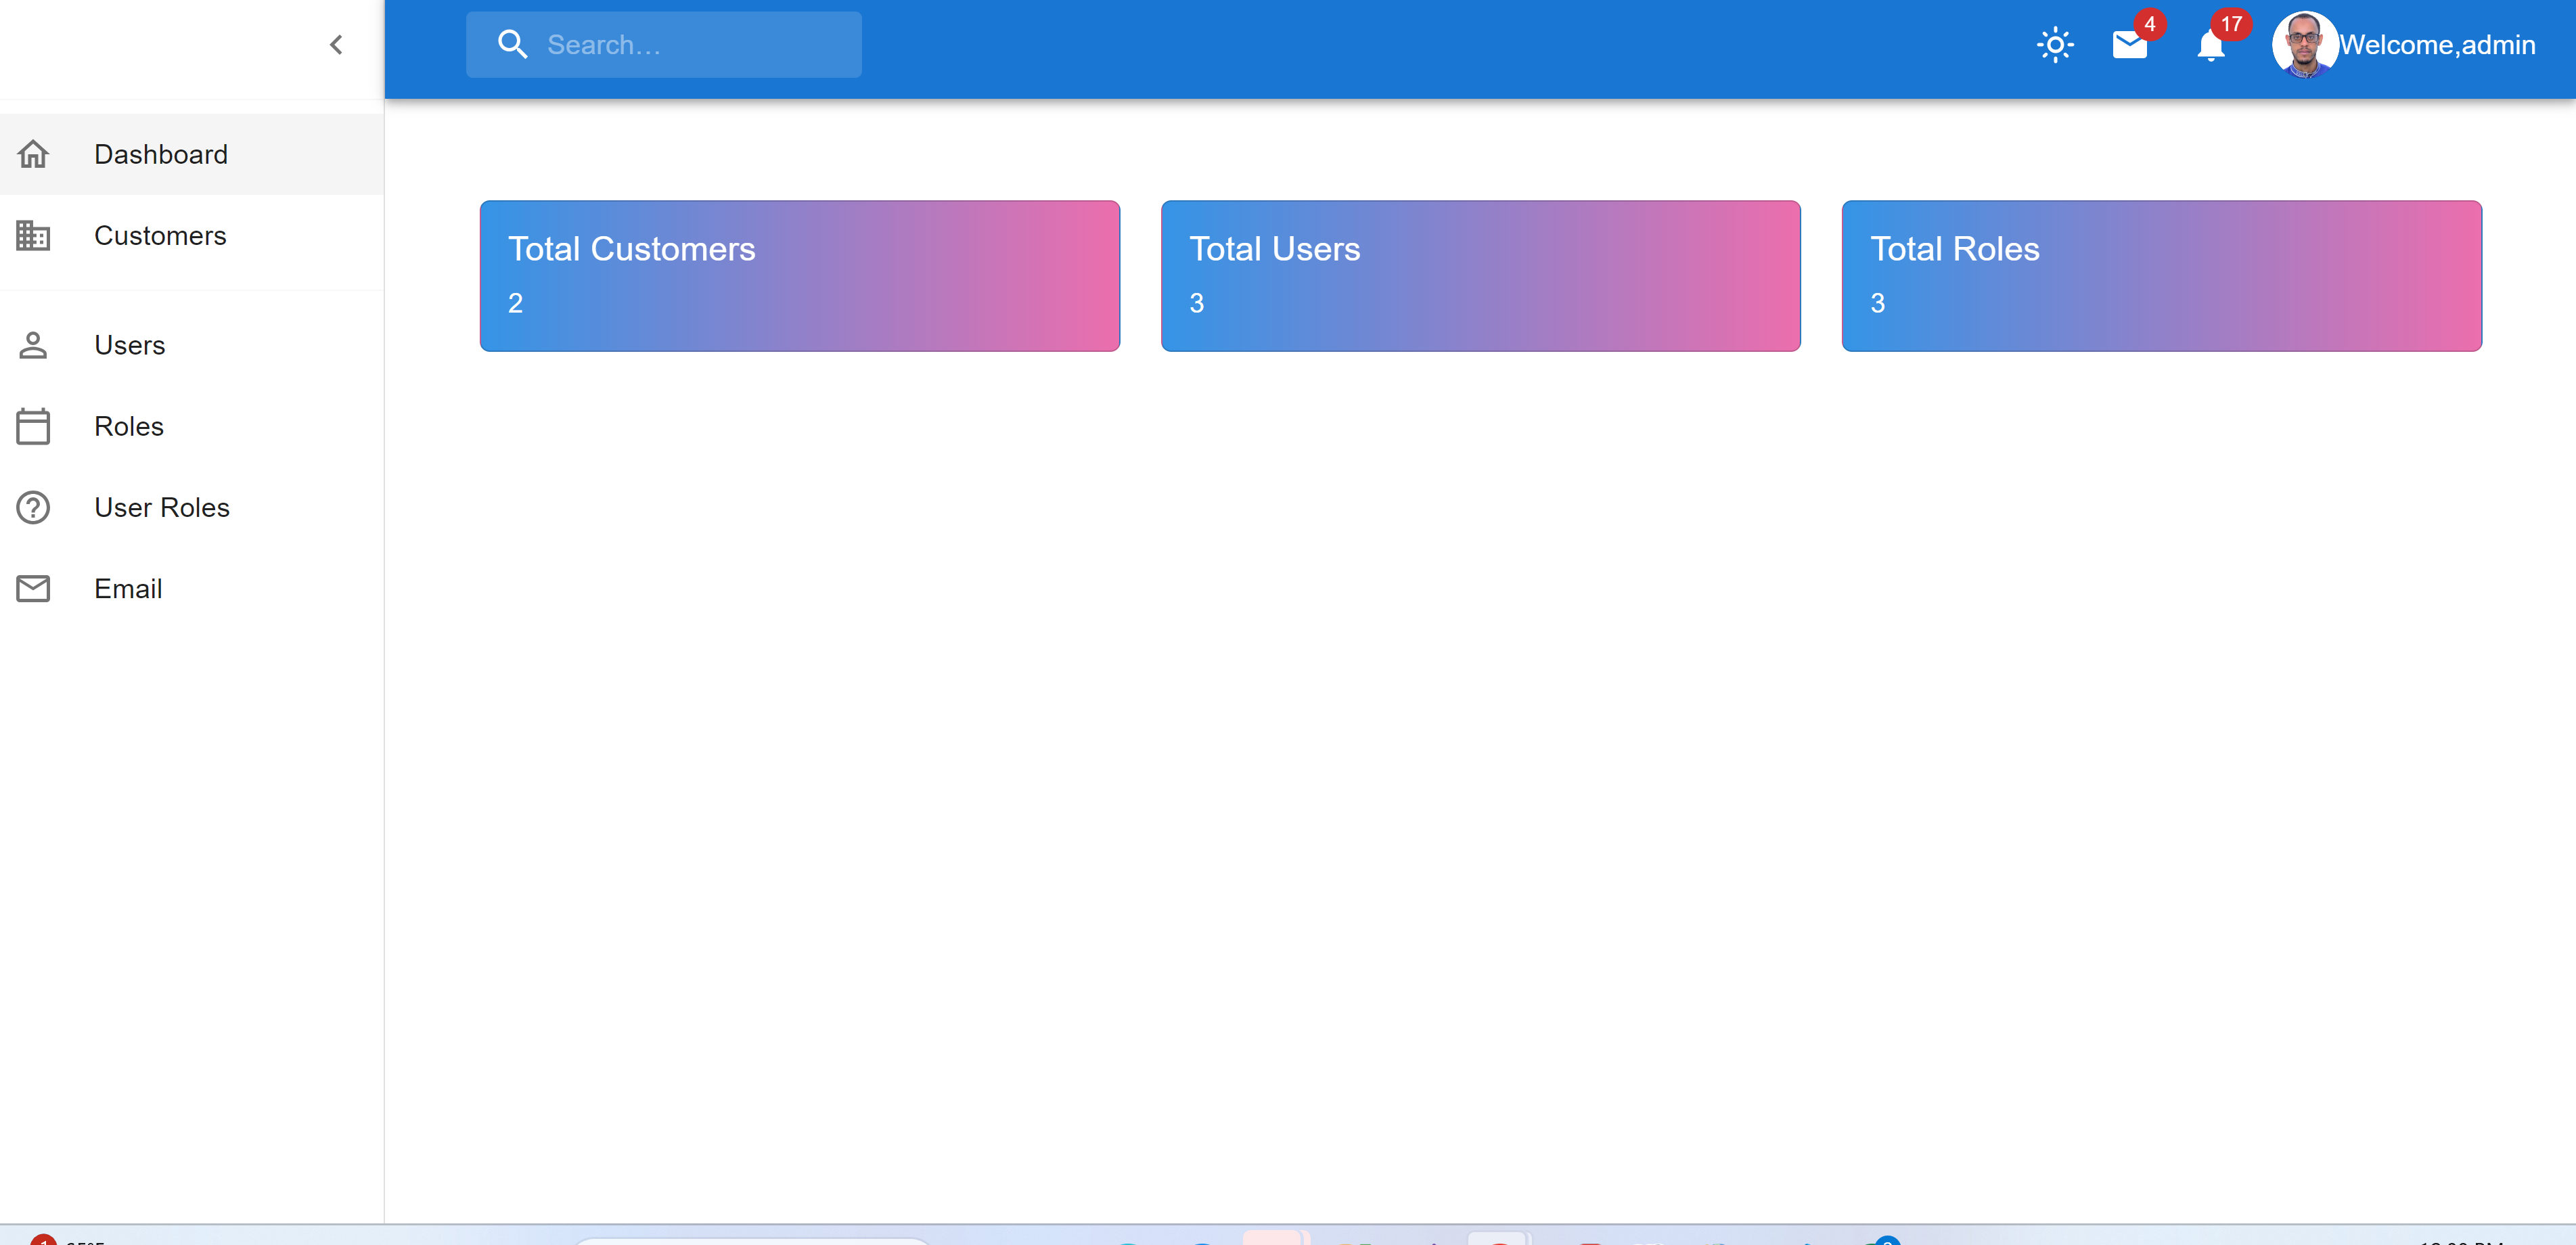 Search…
4
17
Welcome,admin
Dashboard
Customers
Users
Roles
User Roles
Email
Total Customers
2
Total Users
3
Total Roles
3